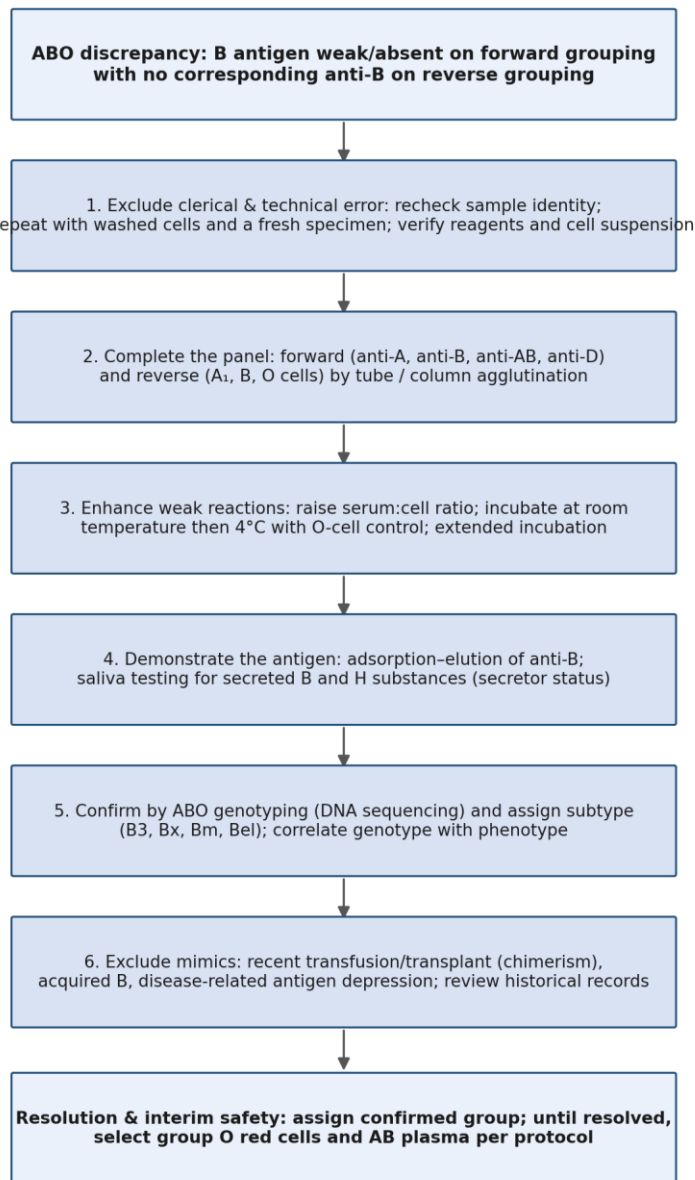 ABO discrepancy: B antigen weak/absent on forward grouping
with no corresponding anti-B on reverse grouping
1. Exclude clerical & technical error: recheck sample identity;
epeat with washed cells and a fresh specimen; verify reagents and cell suspension
2. Complete the panel: forward (anti-A, anti-B, anti-AB, anti-D)
and reverse (A₁, B, O cells) by tube / column agglutination
3. Enhance weak reactions: raise serum:cell ratio; incubate at room
temperature then 4°C with O-cell control; extended incubation
4. Demonstrate the antigen: adsorption–elution of anti-B;
saliva testing for secreted B and H substances (secretor status)
5. Confirm by ABO genotyping (DNA sequencing) and assign subtype
(B3, Bx, Bm, Bel); correlate genotype with phenotype
6. Exclude mimics: recent transfusion/transplant (chimerism),
acquired B, disease-related antigen depression; review historical records
Resolution & interim safety: assign confirmed group; until resolved,
select group O red cells and AB plasma per protocol